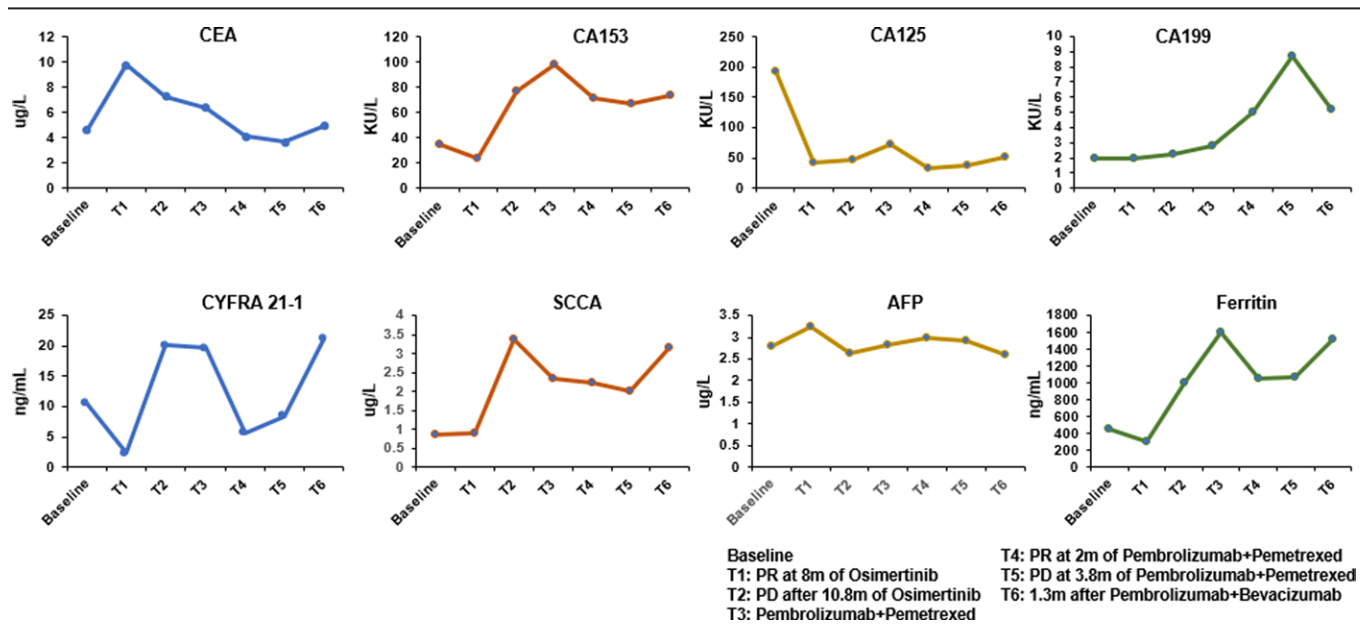 CEA
ug/L
12
10
8
6
4
2
0
Baseline
T1
T2
T3
T4
T5
T6
CA153
KU/L
120
100
80
60
40
20
0
Baseline
T1
T2
T3
T4
T5
T6
CA125
KU/L
250
200
150
100
50
0
Baseline
T1
T2
T3
T4
T5
T6
CA199
KU/L
10
9
8
7
6
5
4
3
2
1
0
Baseline
T1
T2
T3
T4
T5
T6
CYFRA 21-1
ng/mL
25
20
15
10
5
0
Baseline
T1
T2
T3
T4
T5
T6
SCCA
ug/L
4
3.5
3
2.5
2
1.5
1
0.5
0
Baseline
T1
T2
T3
T4
T5
T6
AFP
ug/L
3.5
3
2.5
2
1.5
1
0.5
0
Baseline
T1
T2
T3
T4
T5
T6
Ferritin
ng/mL
1800
1600
1400
1200
1000
800
600
400
200
0
Baseline
T1
T2
T3
T4
T5
T6
Baseline
T1: PR at 8m of Osimertinib
T2: PD after 10.8m of Osimertinib
T3: Pembrolizumab+Pemetrexed
T4: PR at 2m of Pembrolizumab+Pemetrexed
T5: PD at 3.8m of Pembrolizumab+Pemetrexed
T6: 1.3m after Pembrolizumab+Bevacizumab